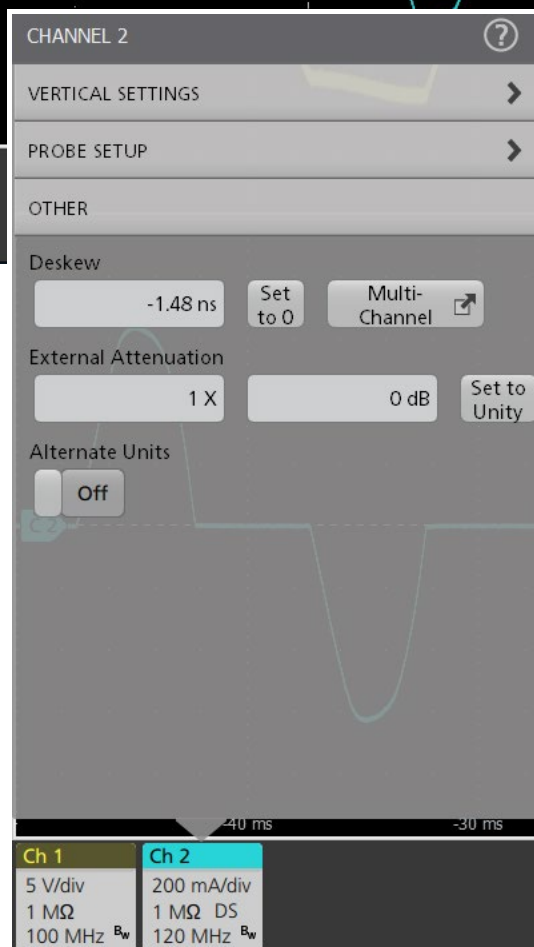 CHANNEL 2
VERTICAL SETTINGS
PROBE SETUP
OTHER
Deskew
-1.48 ns
Set
to 0
Multi-
Channel
External Attenuation
1 X
0 dB
Set to
Unity
Alternate Units
Off
C 2
-40 ms
-30 ms
Ch 1
5 V/div
1 MΩ
100 MHz Bw
Ch 2
200 mA/div
1 MΩ DS
120 MHz Bw